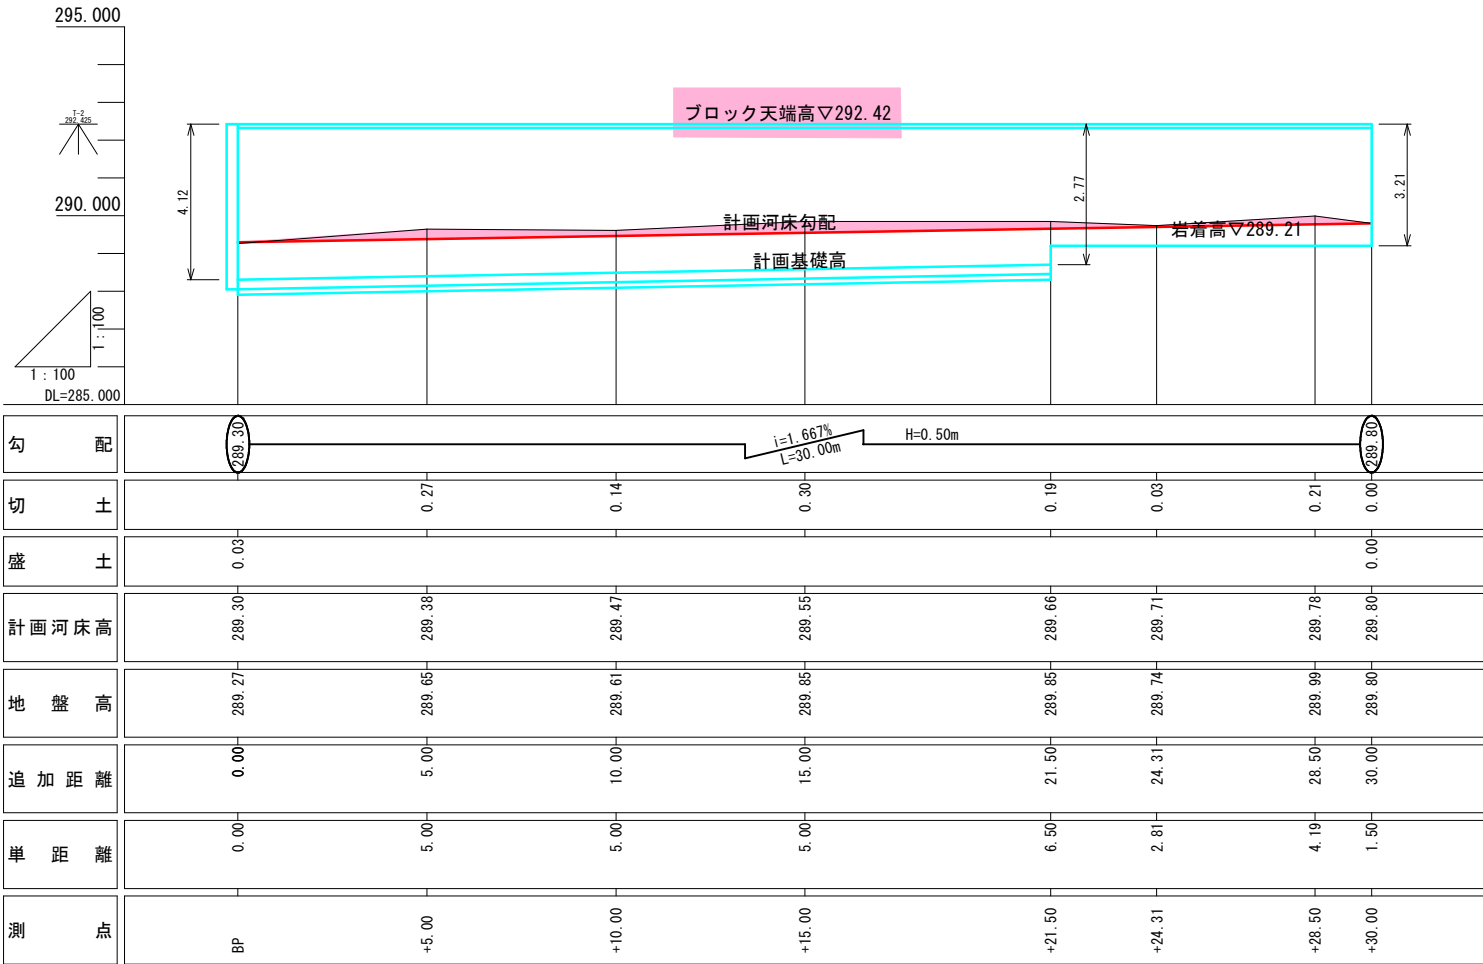 295.000
T-2
292.425
ブロック天端高▽292.42
4.12
2.77
3.21
290.000
計画河床勾配
岩着高▽289.21
計画基礎高
1 : 100
1 : 100
DL=285.000
勾配
289.30
i=1.667%
L=30.00m
H=0.50m
289.80
切土
0.27 0.14 0.30 0.19 0.03 0.21 0.00
盛土
0.03 0.00
計画河床高
289.30 289.38 289.47 289.55 289.66 289.71 289.78 289.80
地盤高
289.27 289.65 289.61 289.85 289.85 289.74 289.99 289.80
追加距離
0.00 5.00 10.00 15.00 21.50 24.31 28.50 30.00
単距離
0.00 5.00 5.00 5.00 6.50 2.81 4.19 1.50
測点
BP +5.00 +10.00 +15.00 +21.50 +24.31 +28.50 +30.00